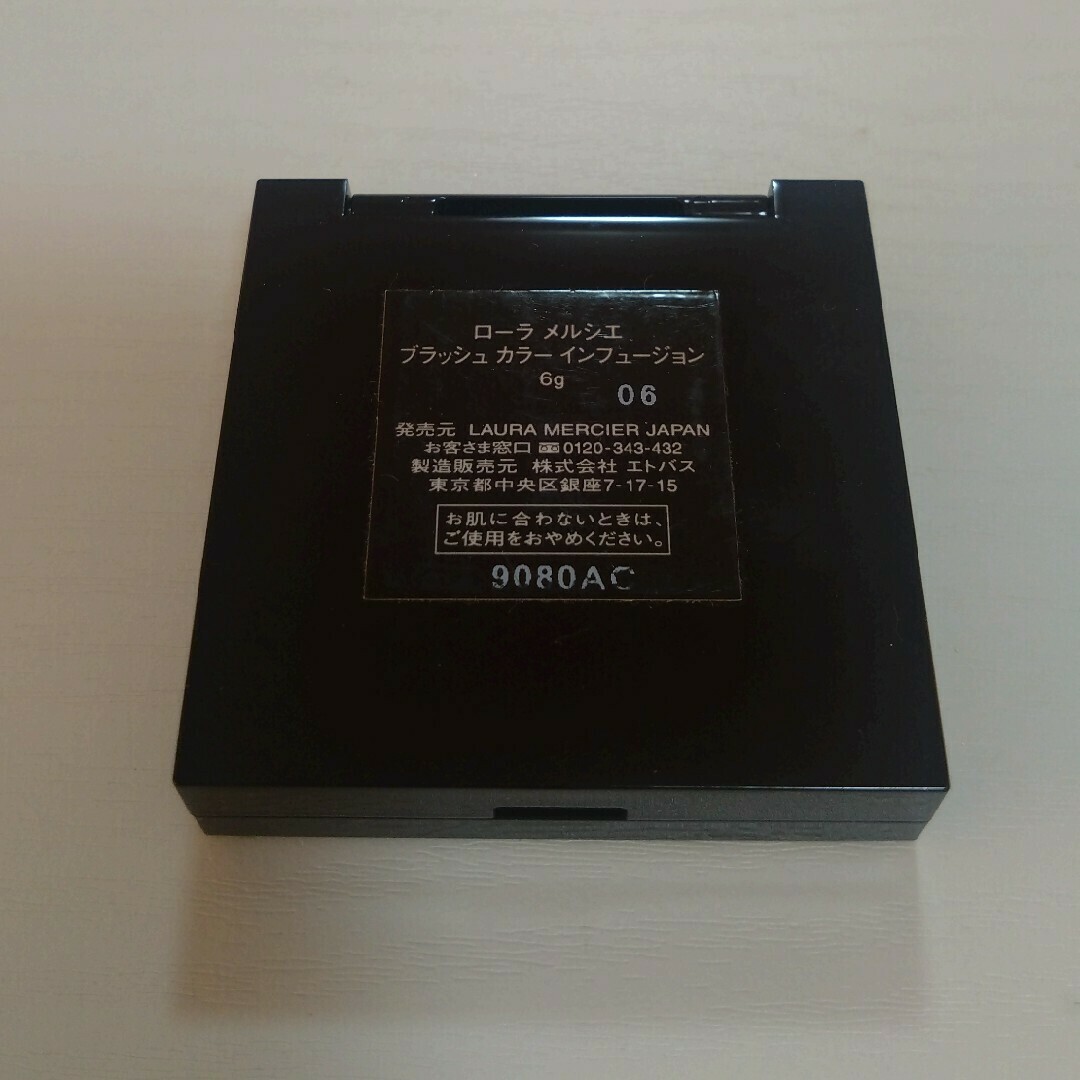 ローラ メルシエ
ブラッシュ カラー インフュージョン
6g
06
発売元 LAURA MERCIER JAPAN
お客さま窓口 0120-343-432
製造販売元 株式会社 エトバス
東京都中央区銀座7-17-15
お肌に合わないときは、
ご使用をおやめください。
9080AC